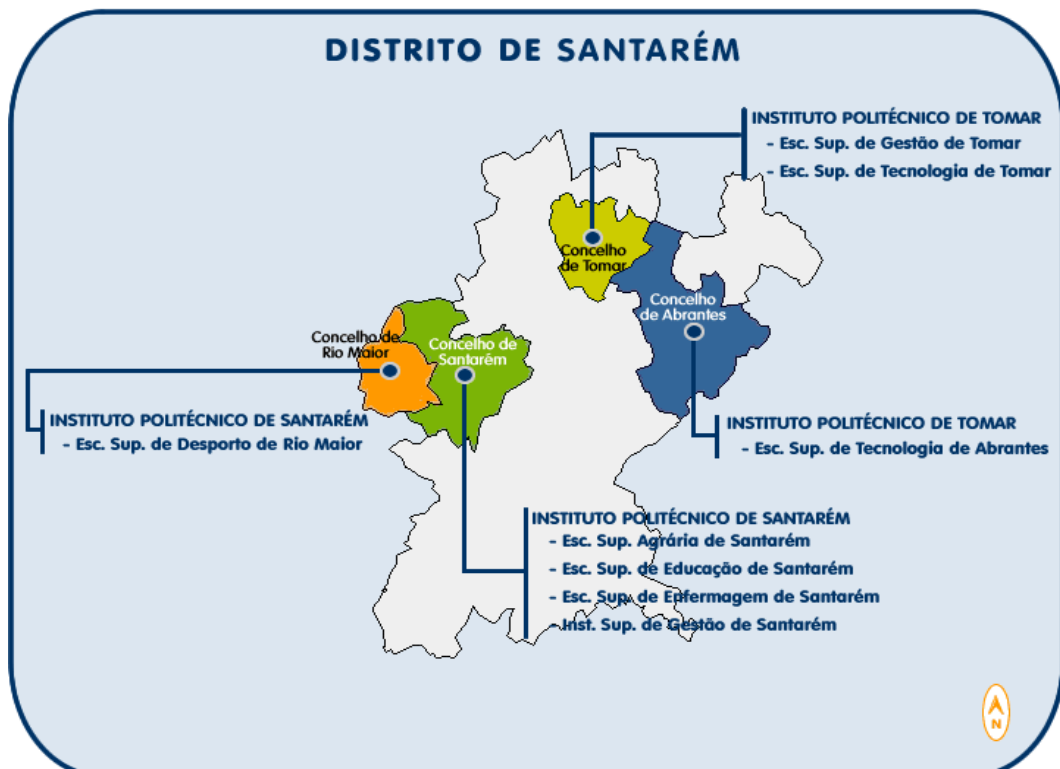 DISTRITO DE SANTARÉM
INSTITUTO POLITÉCNICO DE TOMAR
- Esc. Sup. de Gestão de Tomar
- Esc. Sup. de Tecnologia de Tomar
Concelho
de Tomar
Concelho
de Abrantes
Concelho de
Rio Maior
Concelho de
Santarém
INSTITUTO POLITÉCNICO DE SANTARÉM
- Esc. Sup. de Desporto de Rio Maior
INSTITUTO POLITÉCNICO DE TOMAR
- Esc. Sup. de Tecnologia de Abrantes
INSTITUTO POLITÉCNICO DE SANTARÉM
- Esc. Sup. Agrária de Santarém
- Esc. Sup. de Educação de Santarém
- Esc. Sup. de Enfermagem de Santarém
- Inst. Sup. de Gestão de Santarém
N